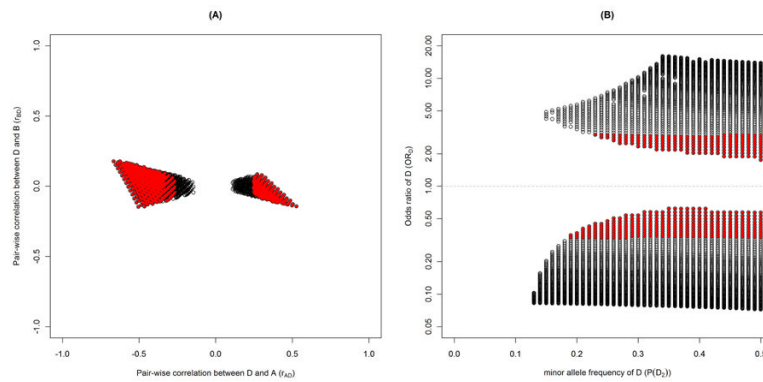 (A)
Pair-wise correlation between D and B (rBD)
1.0
0.5
0.0
-0.5
-1.0
-1.0 -0.5 0.0 0.5 1.0
Pair-wise correlation between D and A (rAD)
(B)
Odds ratio of D (ORD)
20.00
10.00
5.00
2.00
1.00
0.50
0.20
0.10
0.05
0.0 0.1 0.2 0.3 0.4 0.5
minor allele frequency of D (P(D2))